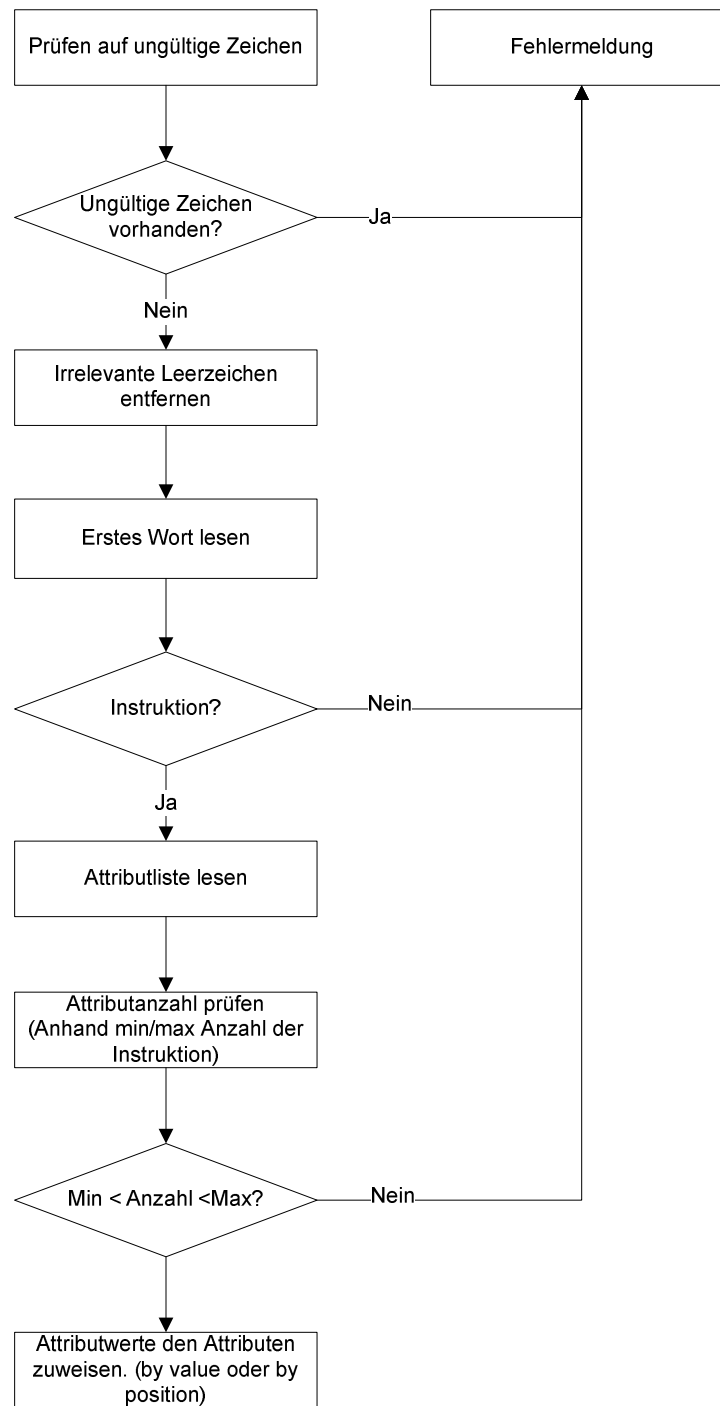 Prüfen auf ungültige Zeichen
Fehlermeldung
Ungültige Zeichen
vorhanden?
Ja
Nein
Irrelevante Leerzeichen
entfernen
Erstes Wort lesen
Instruktion?
Nein
Ja
Attributliste lesen
Attributanzahl prüfen
(Anhand min/max Anzahl der
Instruktion)
Min < Anzahl <Max?
Nein
Attributwerte den Attributen
zuweisen. (by value oder by
position)